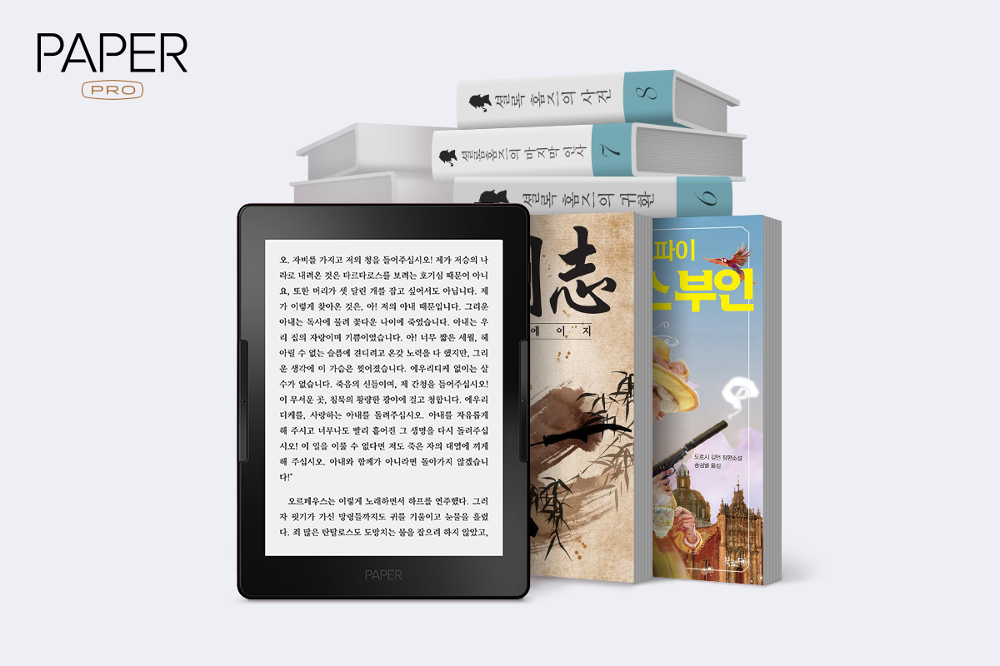 PAPER
PRO
셜록 홈즈의 사건
8
셜록홈즈의 마지막 인사
7
셜록 홈즈의 귀환
6
오. 자비를 가지고 저의 청을 들어주십시오! 제가 저승의 나
라로 내려온 것은 타르타로스를 보려는 호기심 때문이 아니
요, 또한 머리가 셋 달린 개를 잡고 싶어서도 아닙니다. 제
가 이렇게 찾아온 것은, 아! 저의 아내 때문입니다. 그리운
아내는 독사에 물려 꽃다운 나이에 죽었습니다. 아내는 우
리 집의 자랑이며 기쁨이었습니다. 아! 너무 짧은 세월, 헤
아릴 수 없는 슬픔에 견디려고 온갖 노력을 다 했지만, 그리
운 생각에 이 가슴은 찢어졌습니다. 에우리디케 없이는 살
수가 없습니다. 죽음의 신들이여, 제 간청을 들어주십시오!
이 무서운 곳, 침묵의 황량한 광야에 걸고 청합니다. 에우리
디케를, 사랑하는 아내를 돌려주십시오. 아내를 자유롭게
해 주시고 너무나도 빨리 흩어진 그 생명을 다시 돌려주십
시오! 이 일을 이룰 수 없다면 저도 죽은 자의 대열에 끼게
해 주십시오. 아내와 함께가 아니라면 돌아가지 않겠습니
다!"
오르페우스는 이렇게 노래하면서 하프를 연주했다. 그러
자 핏기가 가신 망령들까지도 귀를 기울이고 눈물을 흘렸
다. 죄 많은 탄탈로스도 도망치는 물을 잡으려 하지 않았고,
PAPER
志
에이지
파이
스 부인
도로시 길먼 장편소설
송섬별 옮김
북로드